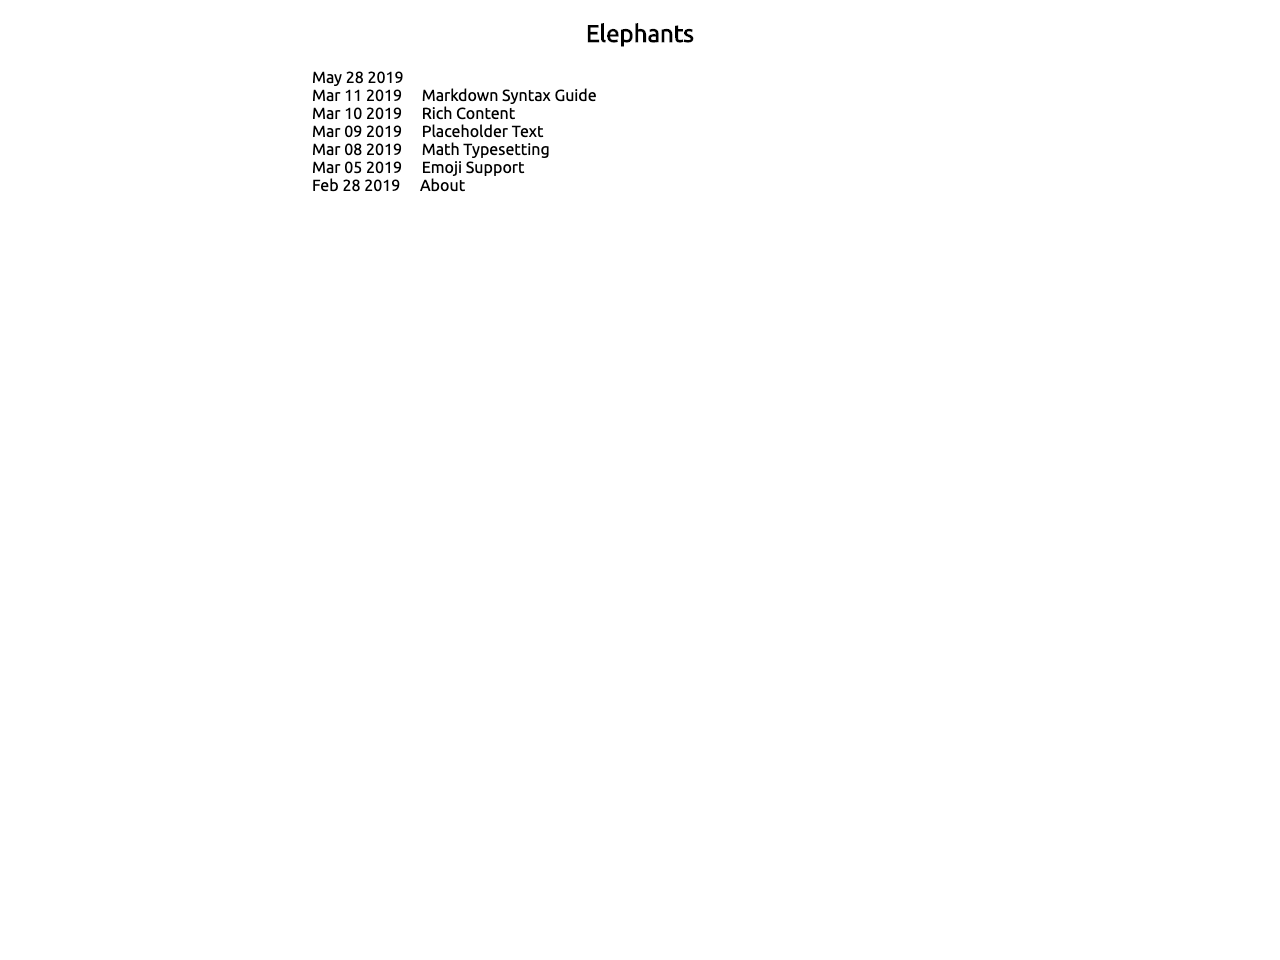 Elephants
May 28 2019
Mar 11 2019 Markdown Syntax Guide
Mar 10 2019 Rich Content
Mar 09 2019 Placeholder Text
Mar 08 2019 Math Typesetting
Mar 05 2019 Emoji Support
Feb 28 2019 About